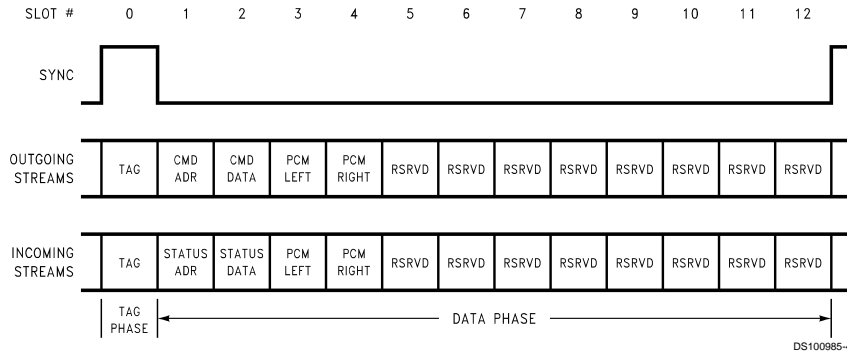 SLOT # 0 1 2 3 4 5 6 7 8 9 10 11 12
SYNC
OUTGOING STREAMS
TAG
CMD ADR
CMD DATA
PCM LEFT
PCM RIGHT
RSRVD RSRVD RSRVD RSRVD RSRVD RSRVD RSRVD RSRVD
INCOMING STREAMS
TAG
STATUS ADR
STATUS DATA
PCM LEFT
PCM RIGHT
RSRVD RSRVD RSRVD RSRVD RSRVD RSRVD RSRVD RSRVD
TAG PHASE
DATA PHASE